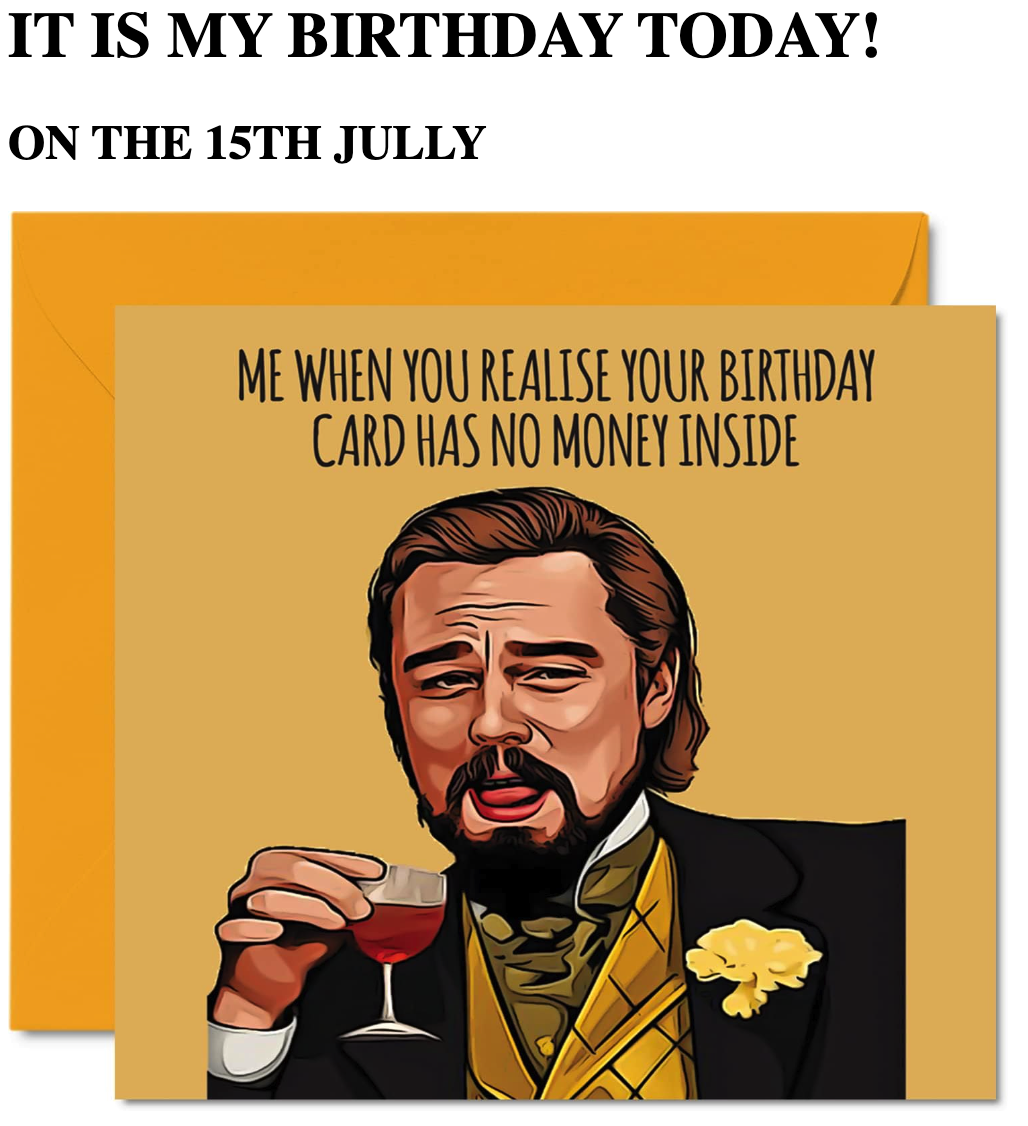 IT IS MY BIRTHDAY TODAY!
ON THE 15TH JULLY
ME WHEN YOU REALISE YOUR BIRTHDAY
CARD HAS NO MONEY INSIDE